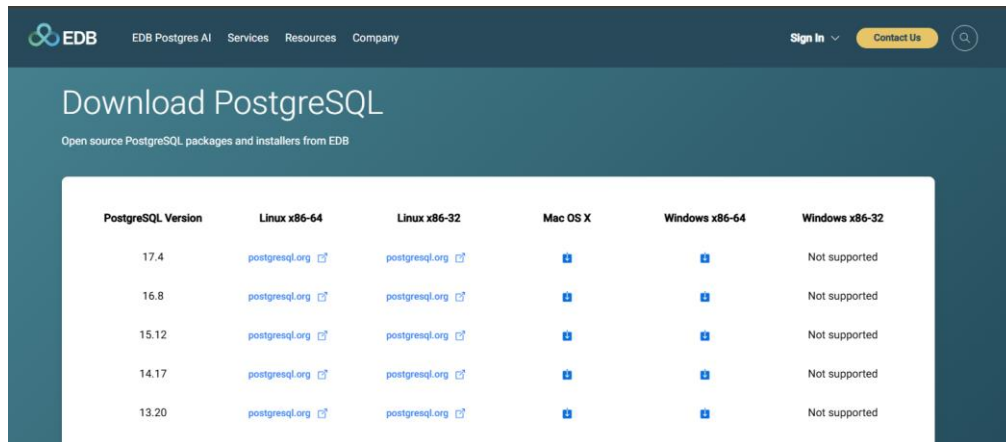 EDB EDB Postgres AI Services Resources Company Sign In Contact Us
Download PostgreSQL
Open source PostgreSQL packages and installers from EDB
PostgreSQL Version Linux x86-64 Linux x86-32 Mac OS X Windows x86-64 Windows x86-32
17.4 postgresql.org postgresql.org Not supported
16.8 postgresql.org postgresql.org Not supported
15.12 postgresql.org postgresql.org Not supported
14.17 postgresql.org postgresql.org Not supported
13.20 postgresql.org postgresql.org Not supported